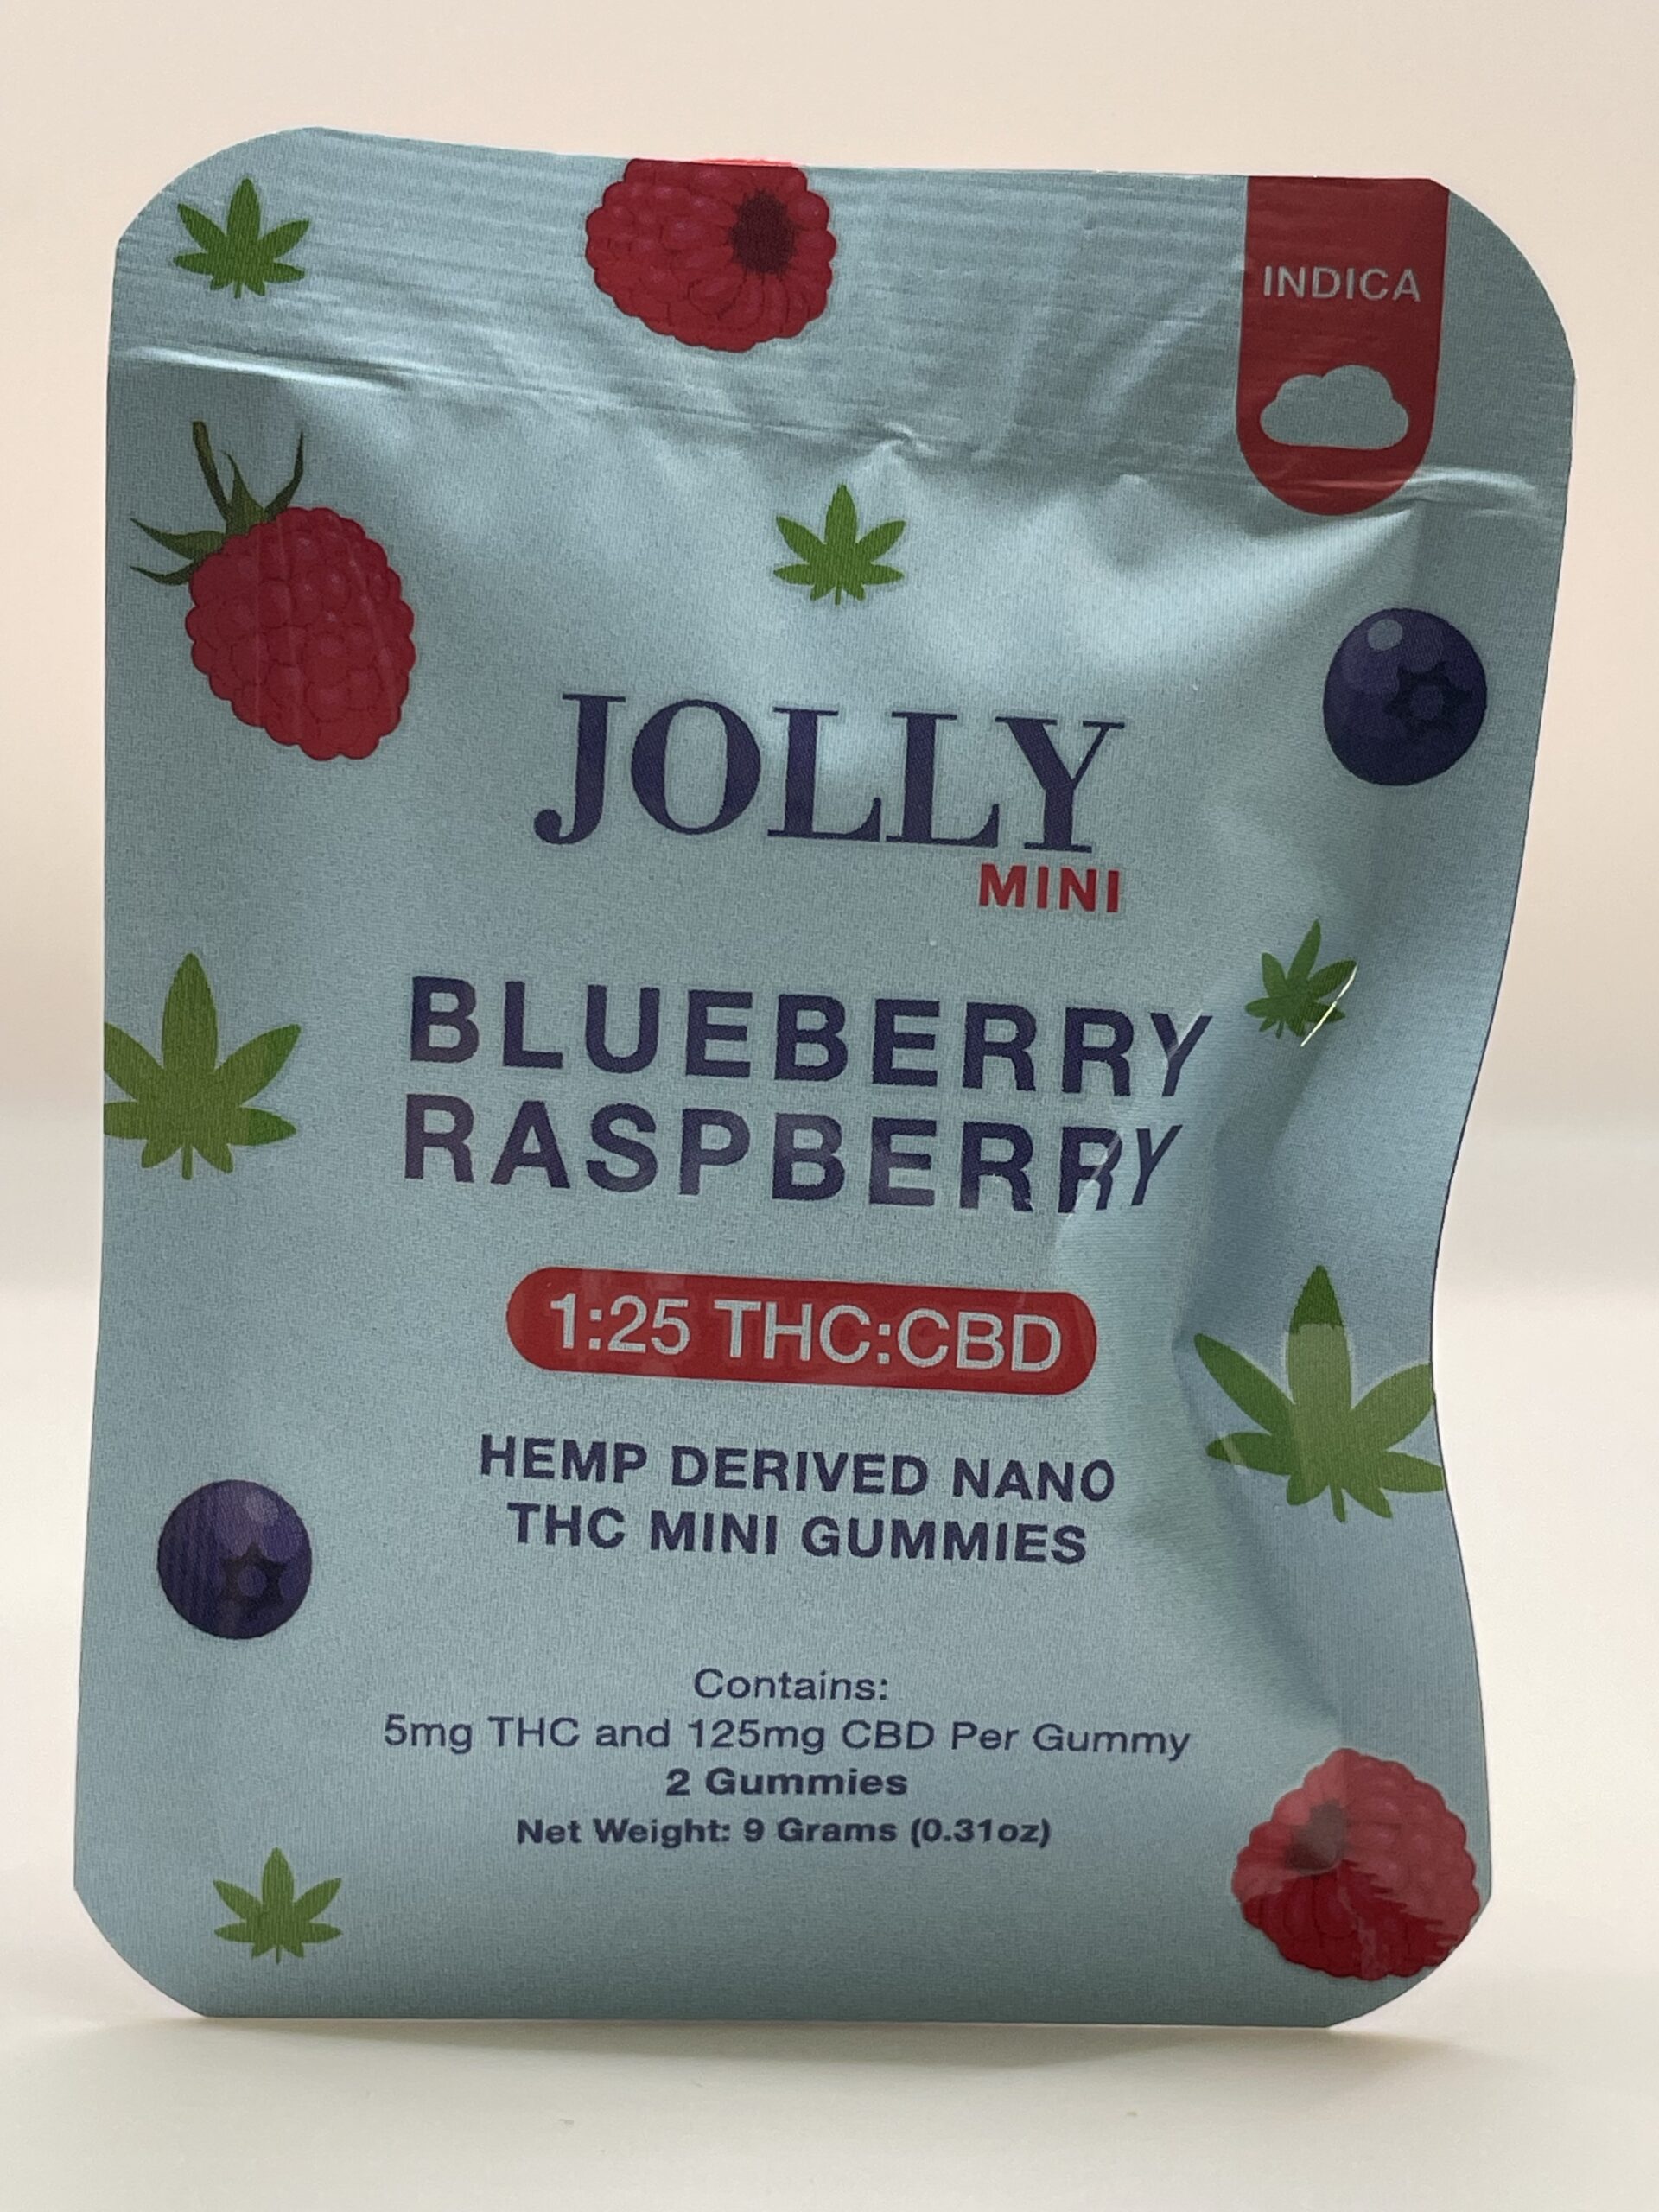 INDICA
JOLLY
MINI
BLUEBERRY
RASPBERRY
1:25 THC:CBD
HEMP DERIVED NANO
THC MINI GUMMIES
Contains:
5mg THC and 125mg CBD Per Gummy
2 Gummies
Net Weight: 9 Grams (0.31oz)